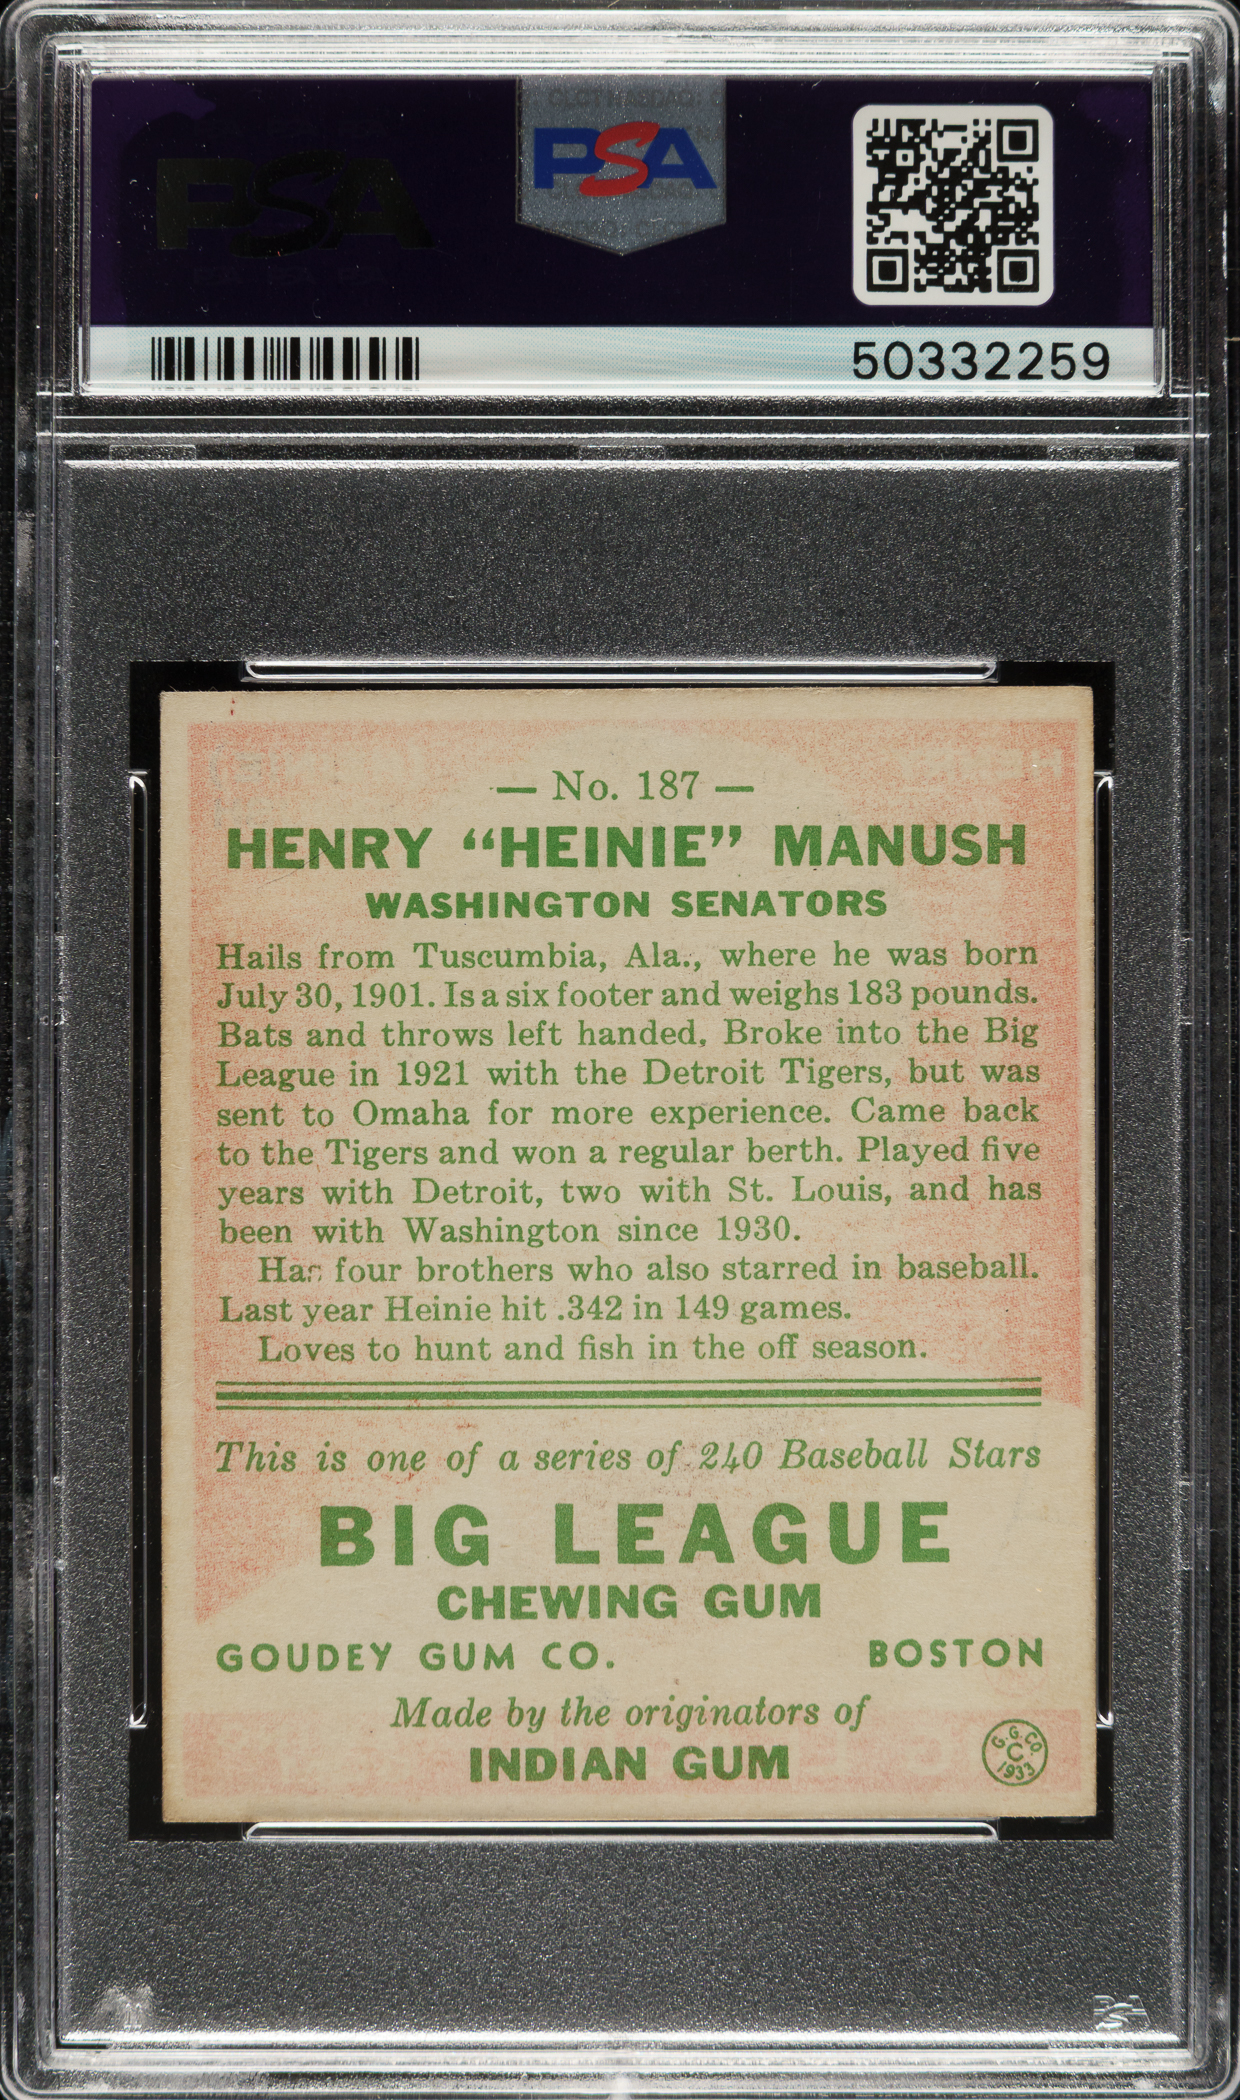 PSA
PSA
50332259
— No. 187 —
HENRY “HEINIE” MANUSH
WASHINGTON SENATORS
Hails from Tuscumbia, Ala., where he was born
July 30, 1901. Is a six footer and weighs 183 pounds.
Bats and throws left handed, Broke into the Big
League in 1921 with the Detroit Tigers, but was
sent to Omaha for more experience. Came back
to the Tigers and won a regular berth. Played five
years with Detroit, two with St. Louis, and has
been with Washington since 1930.
Has four brothers who also starred in baseball.
Last year Heinie hit .342 in 149 games.
Loves to hunt and fish in the off season.
This is one of a series of 240 Baseball Stars
BIG LEAGUE
CHEWING GUM
GOUDEY GUM CO. BOSTON
Made by the originators of
INDIAN GUM
G. G. CO.
C
1933
PSA